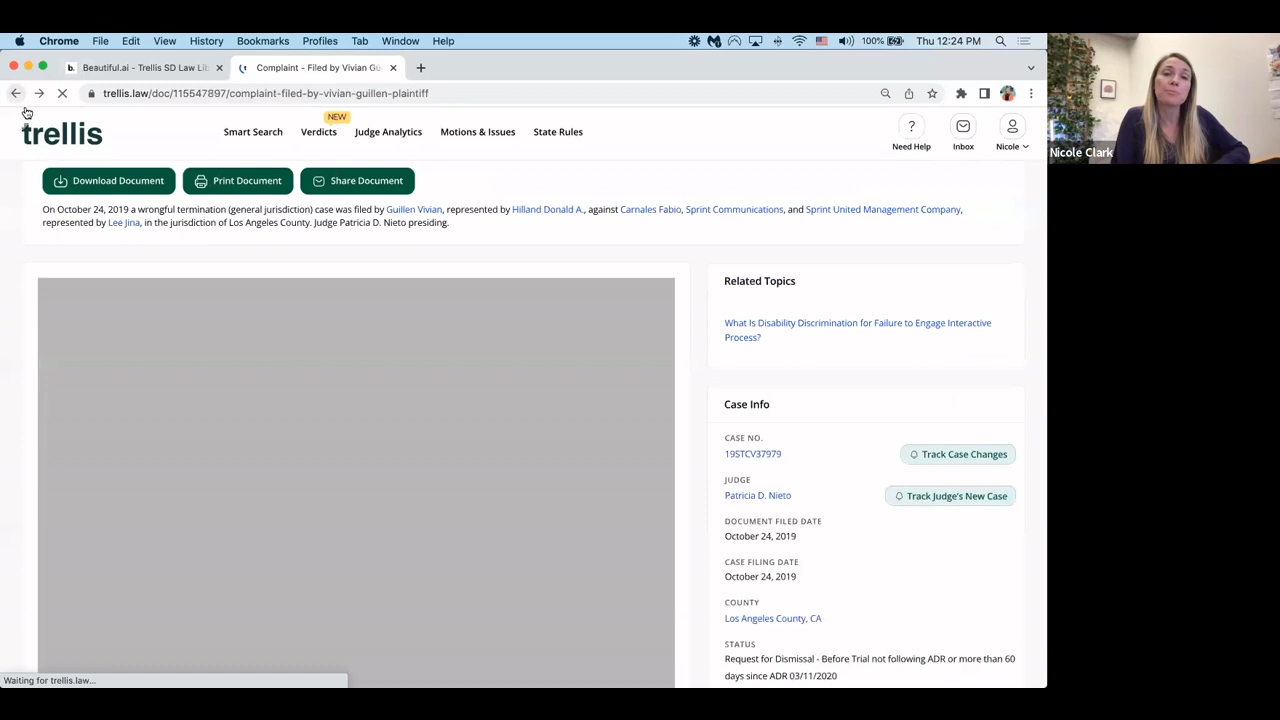 Chrome File Edit View History Bookmarks Profiles Tab Window Help 100% Thu 12:24 PM
b. Beautiful.ai - Trellis SD Law Lib Complaint - Filed by Vivian Gu
trellis.law/doc/115547897/complaint-filed-by-vivian-guillen-plaintiff
trellis
Smart Search Verdicts NEW Judge Analytics Motions & Issues State Rules
Need Help Inbox Nicole
Nicole Clark
Download Document Print Document Share Document
On October 24, 2019 a wrongful termination (general jurisdiction) case was filed by Guillen Vivian, represented by Hilland Donald A., against Carnales Fabio, Sprint Communications, and Sprint United Management Company,
represented by Lee Jina, in the jurisdiction of Los Angeles County. Judge Patricia D. Nieto presiding.
Related Topics
What Is Disability Discrimination for Failure to Engage Interactive
Process?
Case Info
CASE NO.
19STCV37979 Track Case Changes
JUDGE
Patricia D. Nieto Track Judge's New Case
DOCUMENT FILED DATE
October 24, 2019
CASE FILING DATE
October 24, 2019
COUNTY
Los Angeles County, CA
STATUS
Request for Dismissal - Before Trial not following ADR or more than 60
days since ADR 03/11/2020
Waiting for trellis.law...